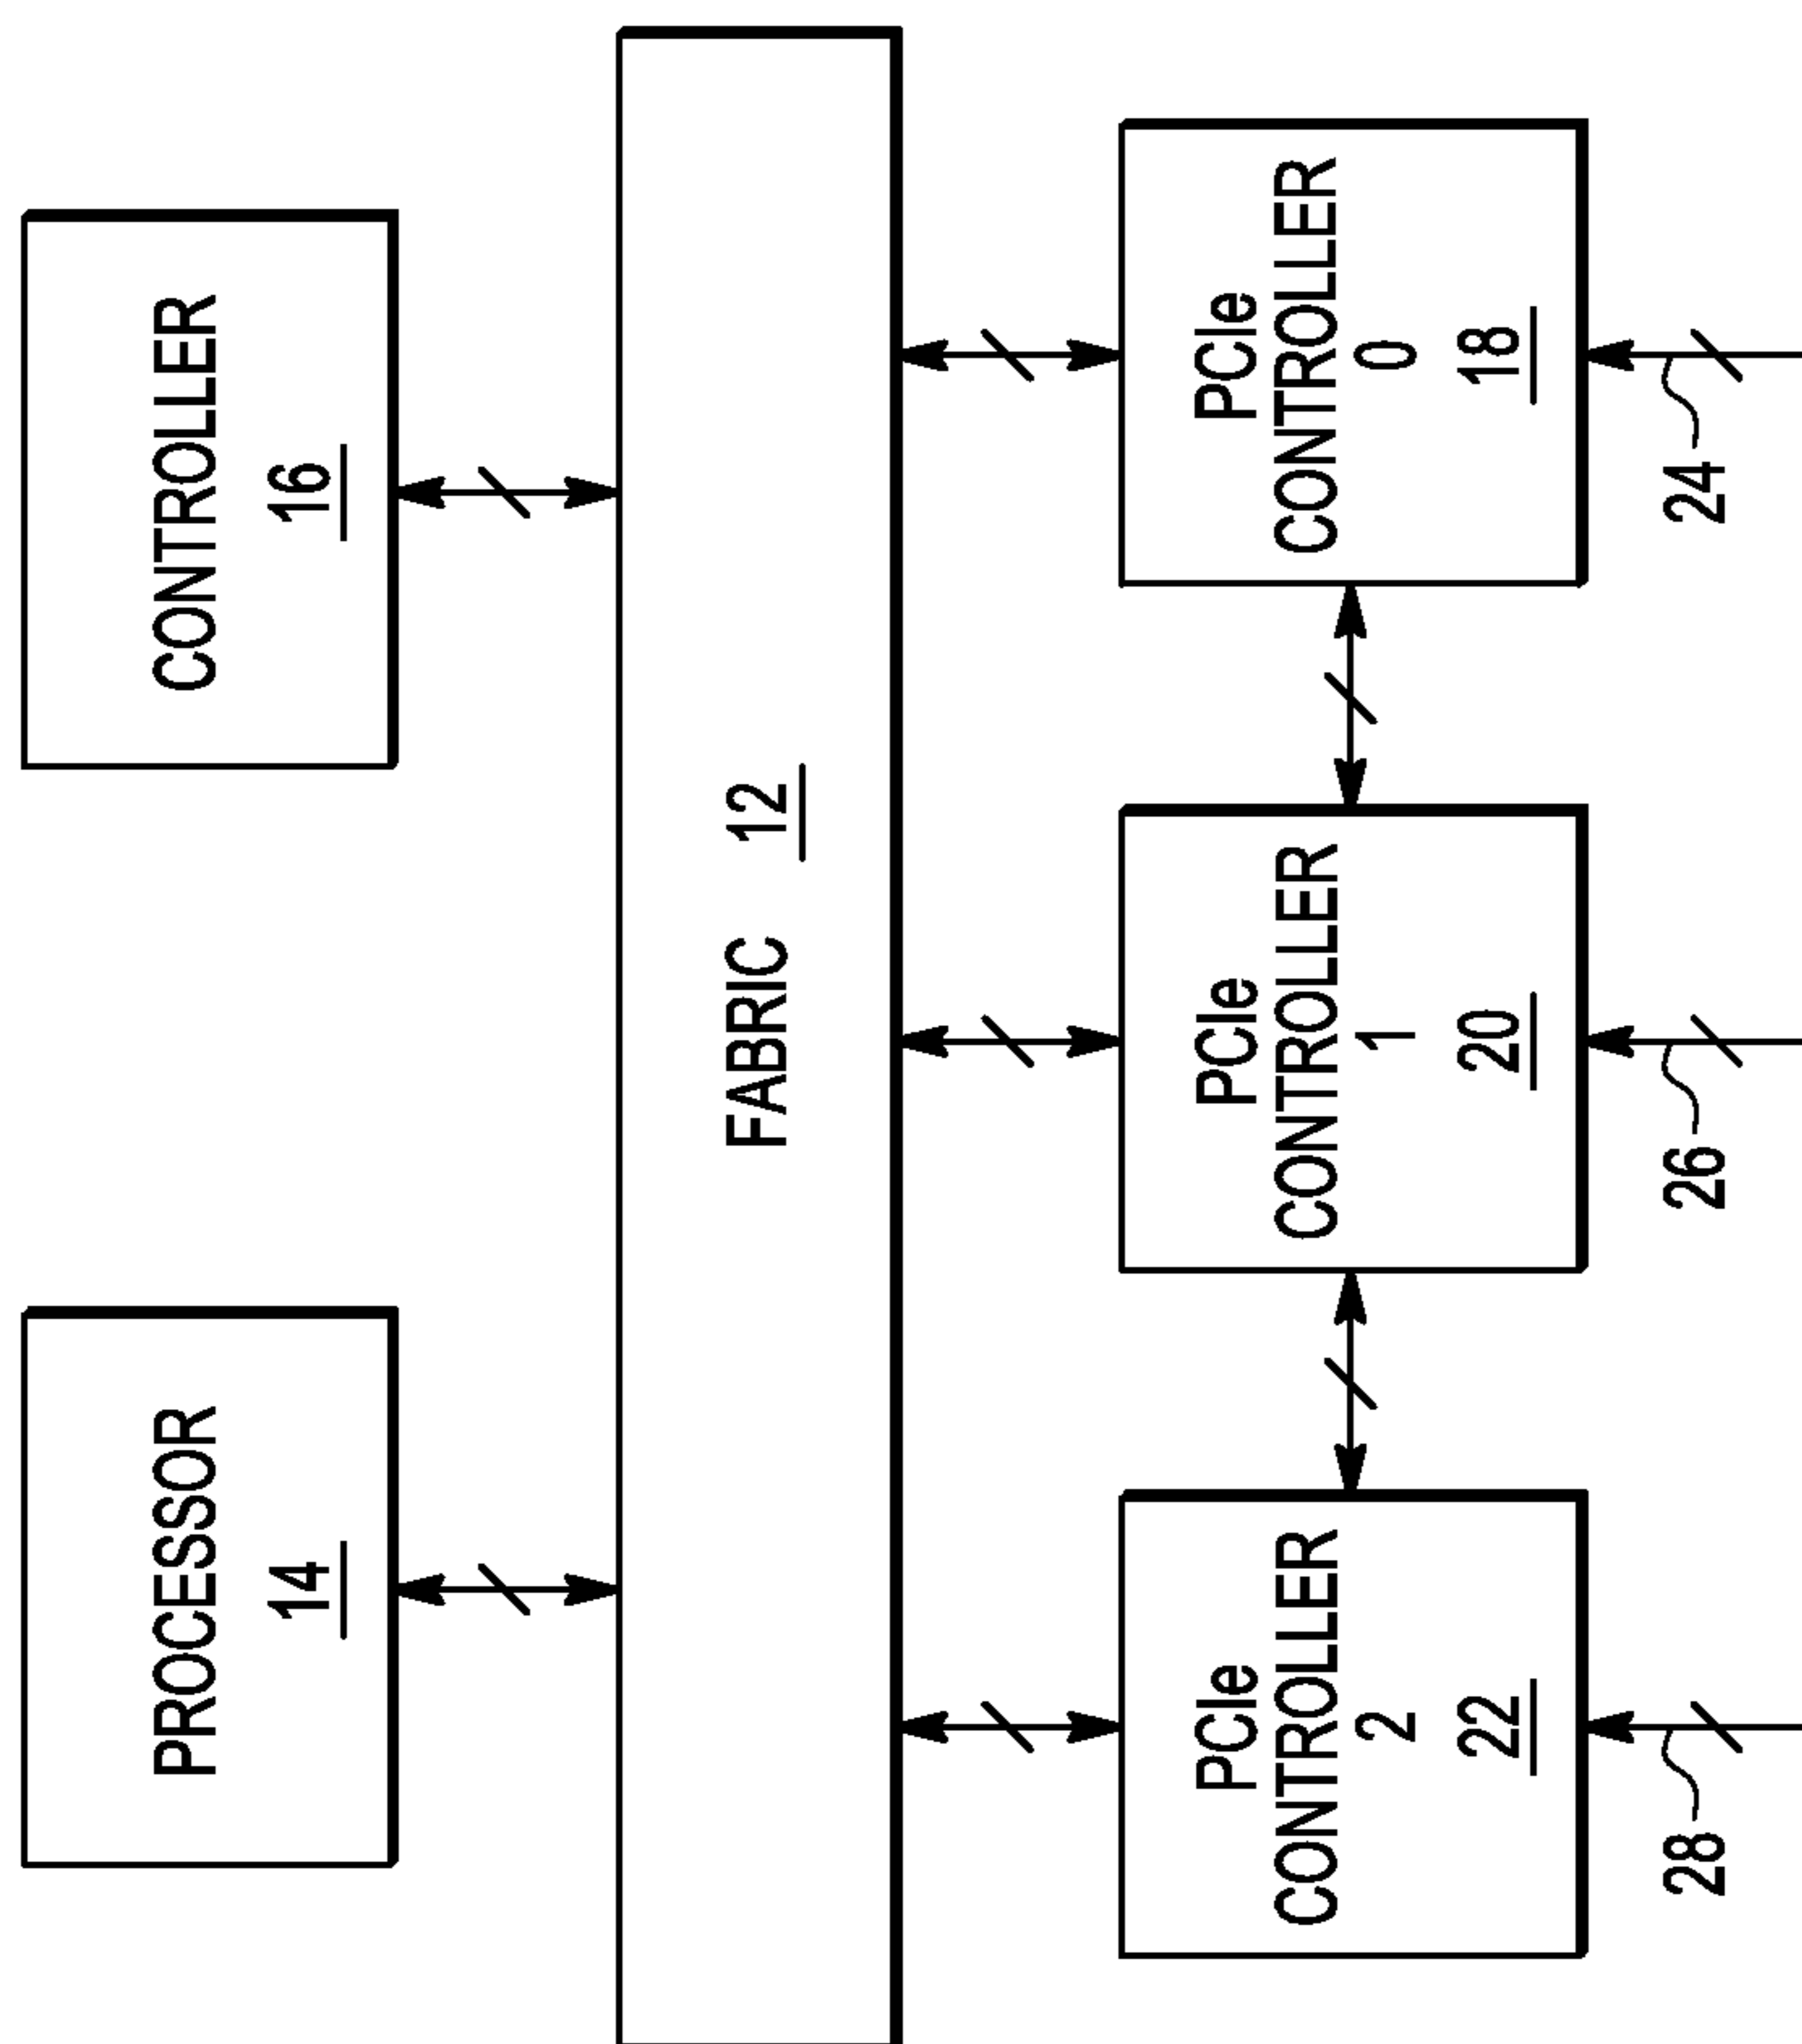 PROCESSOR
14
CONTROLLER
16
FABRIC 12
PCIe
CONTROLLER
2
22
PCIe
CONTROLLER
1
20
PCIe
CONTROLLER
0
18
28
26
24